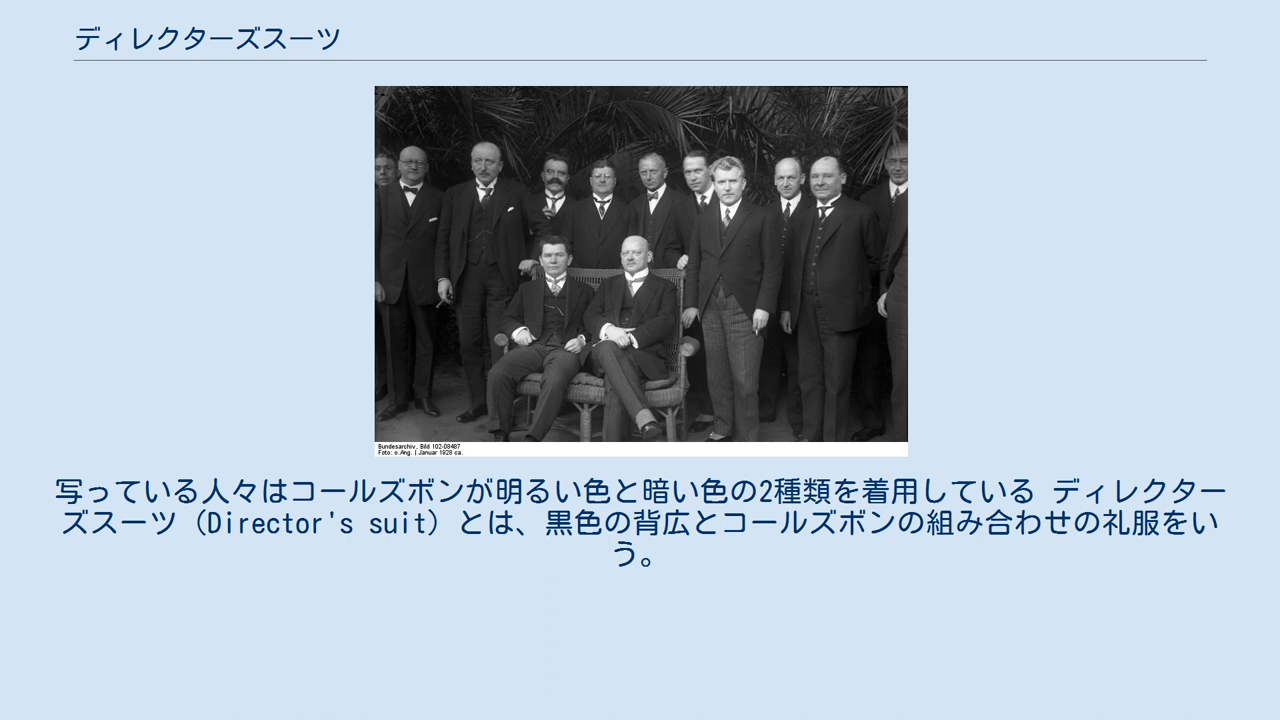 ディレクターズスーツ
Bundesarchiv, Bild 102-08487
Foto: o.Ang. | Januar 1928 ca.
写っている人々はコールズボンが明るい色と暗い色の2種類を着用している ディレクター
ズスーツ（Director's suit）とは、黒色の背広とコールズボンの組み合わせの礼服をい
う。